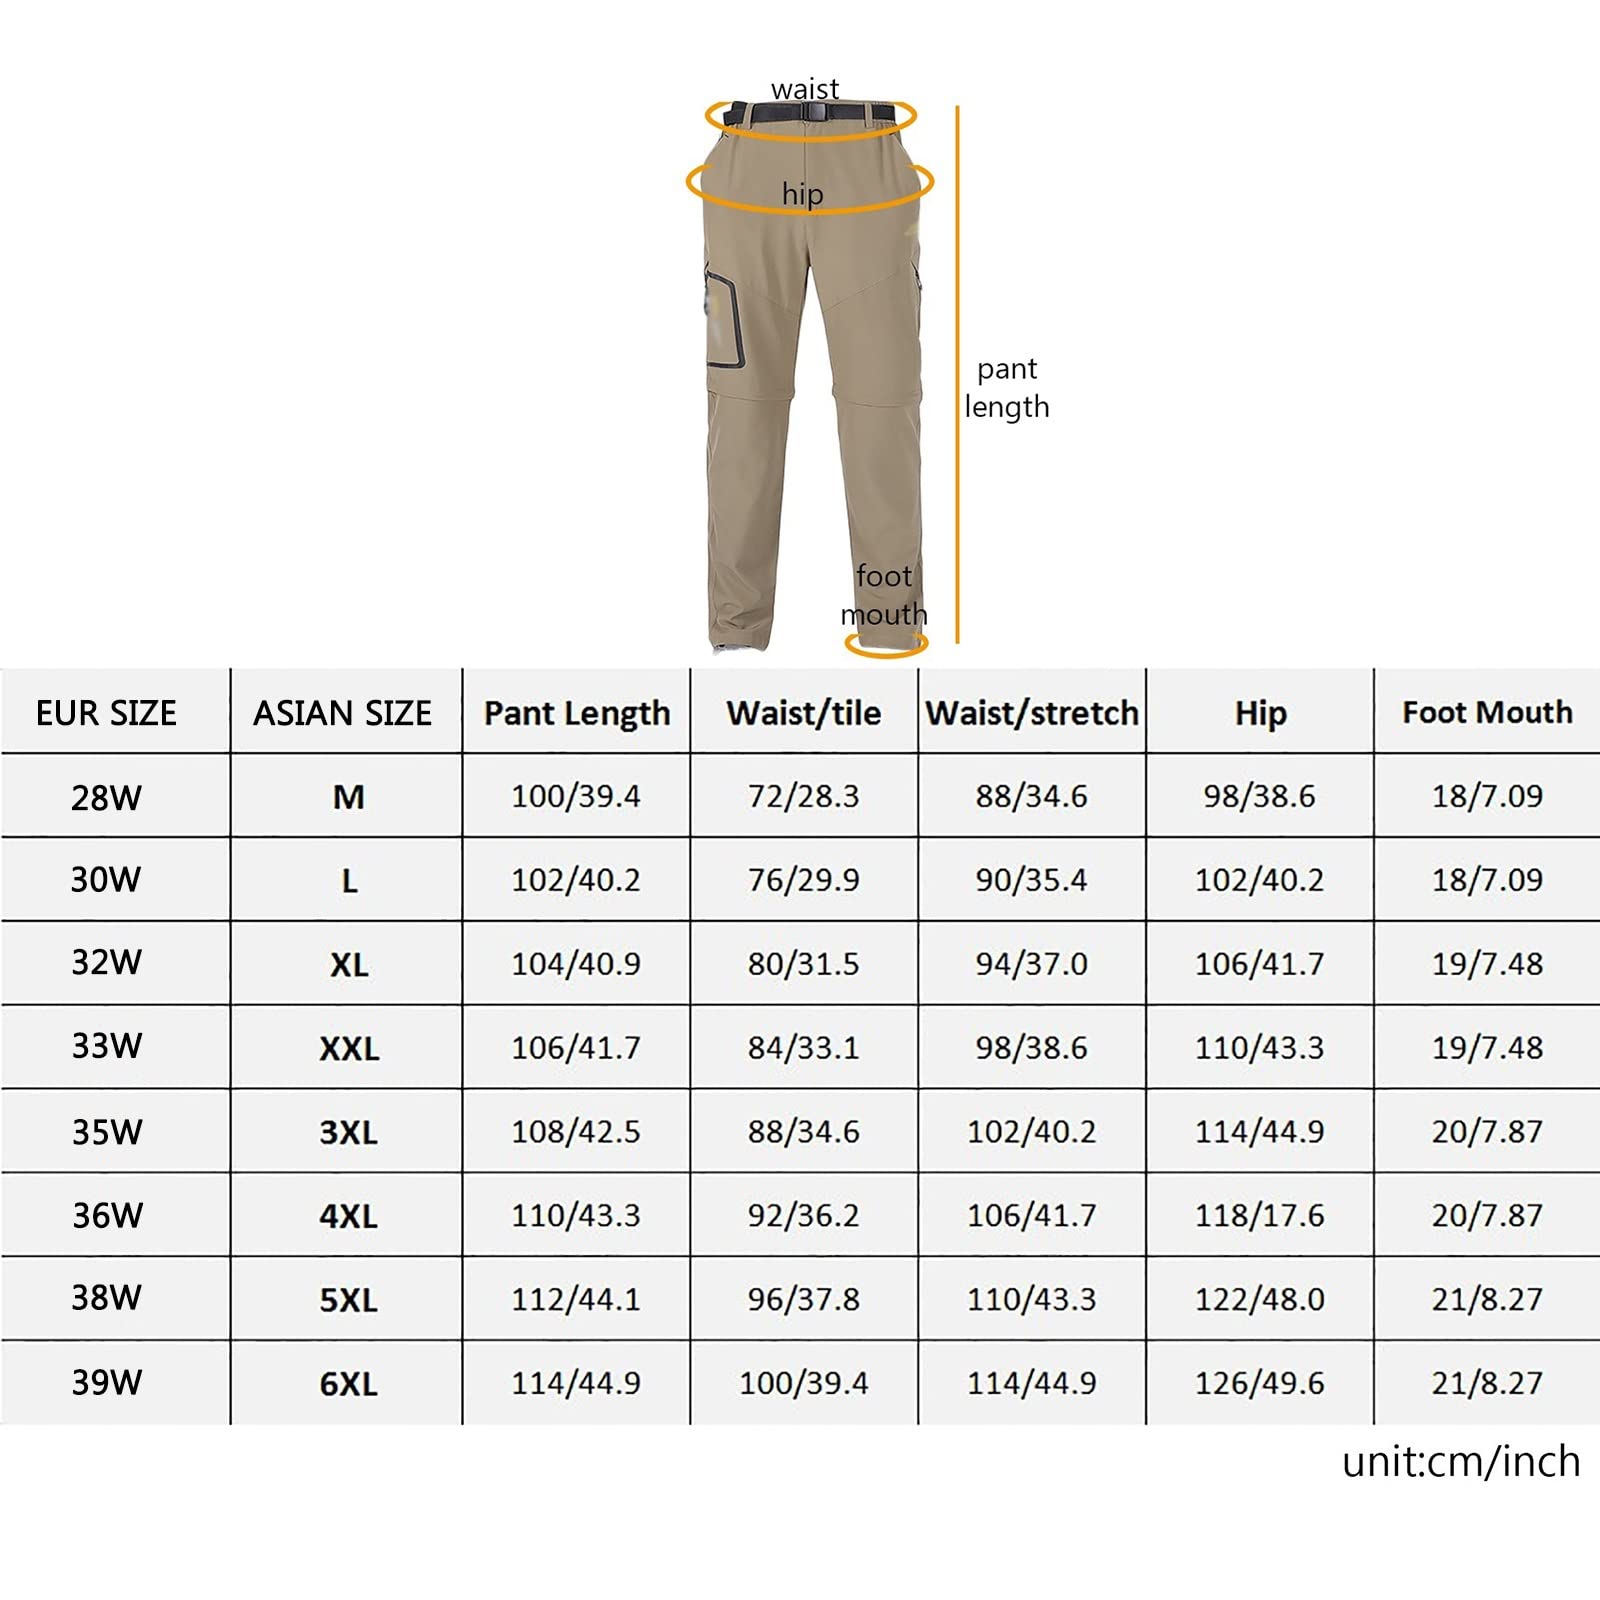 waist
hip
pant
length
foot
mouth
EUR SIZE ASIAN SIZE Pant Length Waist/tile Waist/stretch Hip Foot Mouth
28W M 100/39.4 72/28.3 88/34.6 98/38.6 18/7.09
30W L 102/40.2 76/29.9 90/35.4 102/40.2 18/7.09
32W XL 104/40.9 80/31.5 94/37.0 106/41.7 19/7.48
33W XXL 106/41.7 84/33.1 98/38.6 110/43.3 19/7.48
35W 3XL 108/42.5 88/34.6 102/40.2 114/44.9 20/7.87
36W 4XL 110/43.3 92/36.2 106/41.7 118/17.6 20/7.87
38W 5XL 112/44.1 96/37.8 110/43.3 122/48.0 21/8.27
39W 6XL 114/44.9 100/39.4 114/44.9 126/49.6 21/8.27
unit:cm/inch